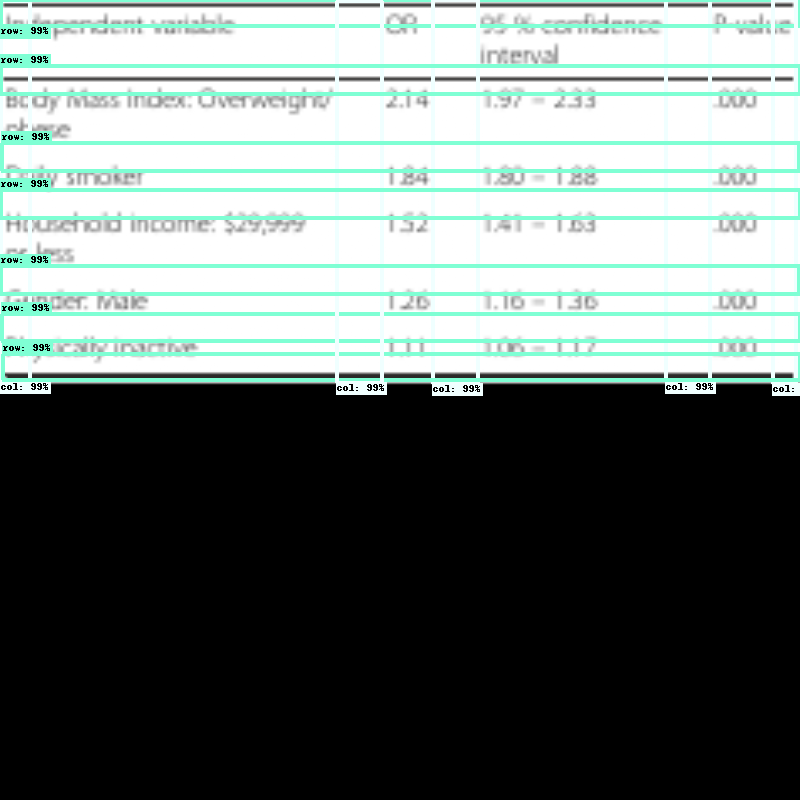 Independent variable OR 95 % confidence interval P-value
row: 99%
row: 99%
Body Mass Index: Overweight/ 2.14 1.97 – 2.33 .000
obese
row: 99%
Daily smoker 1.84 1.80 – 1.88 .000
row: 99%
Household income: $29,999 1.52 1.41 – 1.63 .000
or less
row: 99%
Gender: Male 1.26 1.16 – 1.36 .000
row: 99%
Physically inactive 1.11 1.06 – 1.17 .000
row: 99%
col: 99% col: 99% col: 99% col: 99% col: